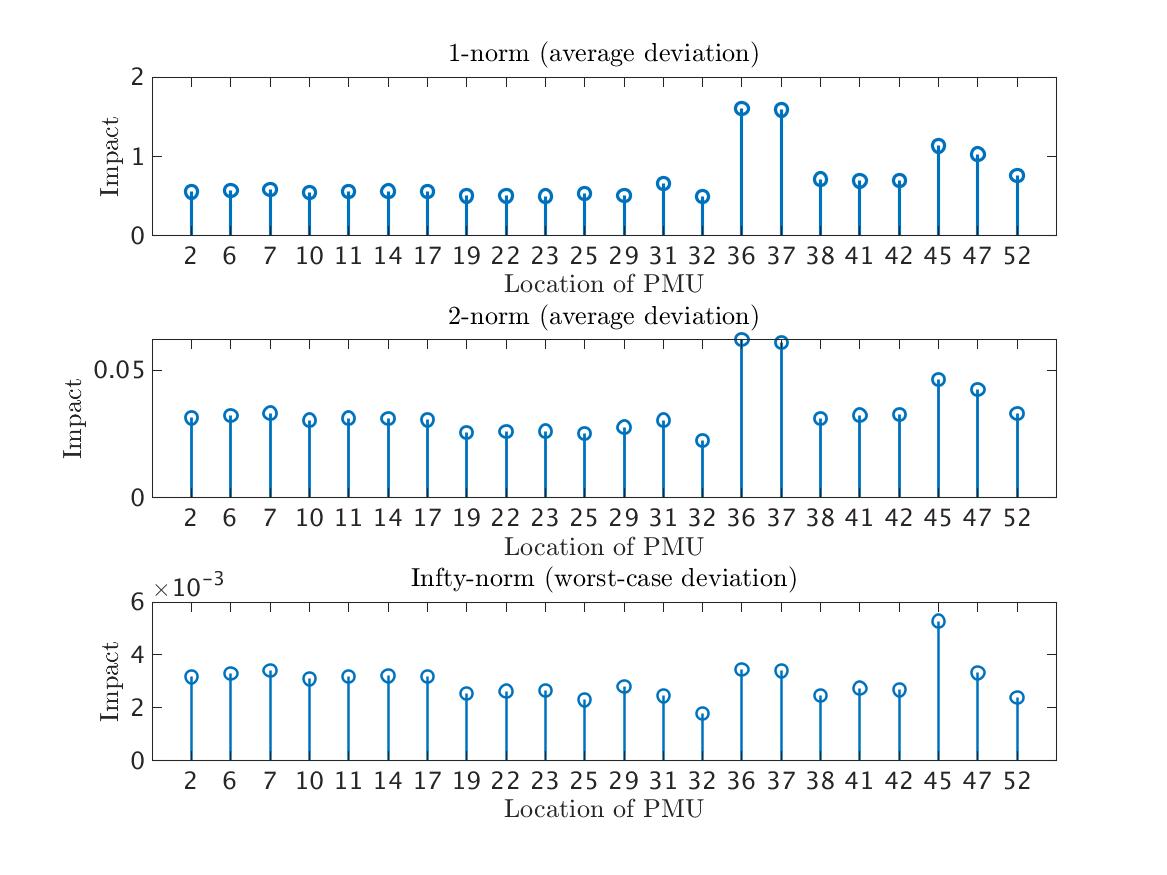 1-norm (average deviation)
2
1
0
Impact
2 6 7 10 11 14 17 19 22 23 25 29 31 32 36 37 38 41 42 45 47 52
Location of PMU
2-norm (average deviation)
0.05
0
Impact
2 6 7 10 11 14 17 19 22 23 25 29 31 32 36 37 38 41 42 45 47 52
Location of PMU
Infty-norm (worst-case deviation)
×10⁻³
6
4
2
0
Impact
2 6 7 10 11 14 17 19 22 23 25 29 31 32 36 37 38 41 42 45 47 52
Location of PMU